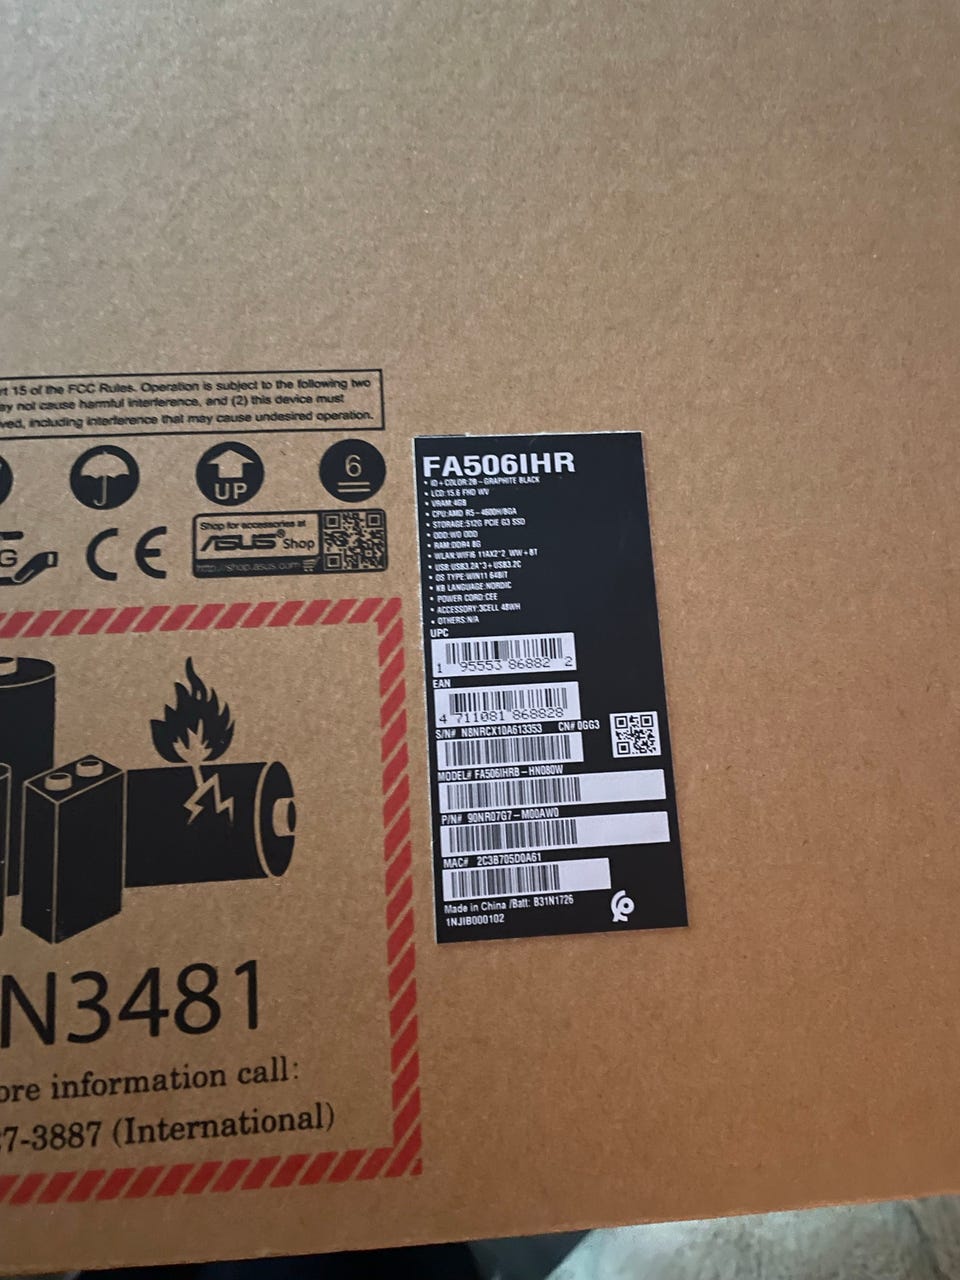 rt 15 of the FCC Rules. Operation is subject to the following two
ay not cause harmful interference, and (2) this device must
ved, including interference that may cause undesired operation.
UP
6
G
CE
Shop for accessories at
ASUS® Shop
http://shop.asus.com
FA506IHR
• ID+COLOR:2B-GRAPHITE BLACK
• LCD:15.6 FHD WV
• VRAM:4GB
• CPU:AMD R5-4600H/BGA
• STORAGE:512G PCIE G3 SSD
• ODD:WO ODD
• RAM:DDR4 8G
• WLAN:WIFI6 11AX2*2 WW+BT
• USB:USB3.2A*3+USB3.2C
• OS TYPE:WIN11 64BIT
• KB LANGUAGE:NORDIC
• POWER CORD:CEE
• ACCESSORY:3CELL 48WH
• OTHERS:N/A
UPC
1 95553 86882 2
EAN
4 711081 868828
S/N# N8NRCX10A613353 CN# 0GG3
MODEL# FA506IHRB-HN080W
P/N# 90NR07G7-M00AW0
MAC# 2C3B705D0A61
Made in China /Batt: B31N1726
1NJIB000102
N3481
ore information call:
7-3887 (International)